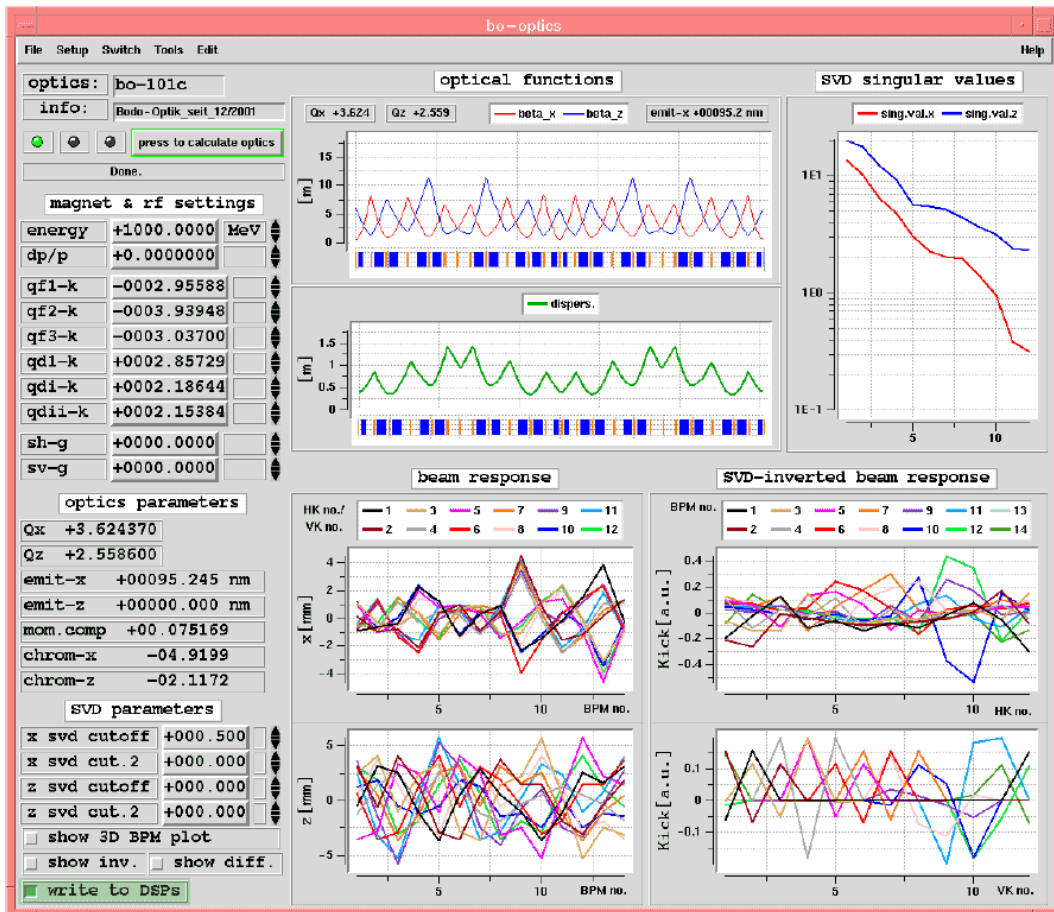 bo-optics
File Setup Switch Tools Edit Help
optics: bo-101c
info: Bodo-Optik_seit_12/2001
press to calculate optics
Done.
magnet & rf settings
energy +1000.0000 MeV
dp/p +0.0000000
qf1-k -0002.95588
qf2-k -0003.93948
qf3-k -0003.03700
qd1-k +0002.85729
qdi-k +0002.18644
qdii-k +0002.15384
sh-g +0000.0000
sv-g +0000.0000
optics parameters
Qx +3.624370
Qz +2.558600
emit-x +00095.245 nm
emit-z +00000.000 nm
mom.comp +00.075169
chrom-x -04.9199
chrom-z -02.1172
SVD parameters
x svd cutoff +000.500
x svd cut.2 +000.000
z svd cutoff +000.000
z svd cut.2 +000.000
show 3D BPM plot
show inv. show diff.
write to DSPs
optical functions
Qx +3.624 Qz +2.559 beta_x beta_z emit-x +00095.2 nm
[m]
15
10
5
0
dispers.
[m]
1.5
1
0.5
0
SVD singular values
sing.val.x sing.val.z
1E1
1E0
1E-1
5 10
beam response
HK no./ 1 3 5 7 9 11
VK no. 2 4 6 8 10 12
x[mm]
4
2
0
-2
-4
5 10 BPM no.
z[mm]
5
0
-5
5 10 BPM no.
SVD-inverted beam response
BPM no. 1 3 5 7 9 11 13
2 4 6 8 10 12 14
Kick[a.u.]
0.4
0.2
0
-0.2
-0.4
5 10 HK no.
Kick[a.u.]
0.1
0
-0.1
5 10 VK no.